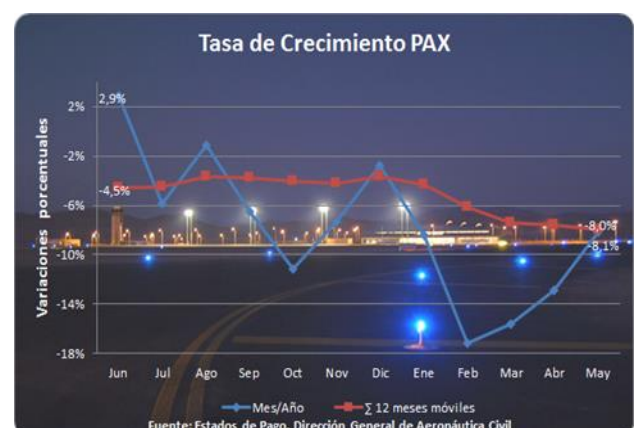 Tasa de Crecimiento PAX
Variaciones porcentuales
2%
-2%
-6%
-10%
-14%
-18%
2,9%
-4,5%
-8,0%
-8,1%
Jun Jul Ago Sep Oct Nov Dic Ene Feb Mar Abr May
Mes/Año ∑ 12 meses móviles
Fuente: Estados de Pago, Dirección General de Aeronáutica Civil